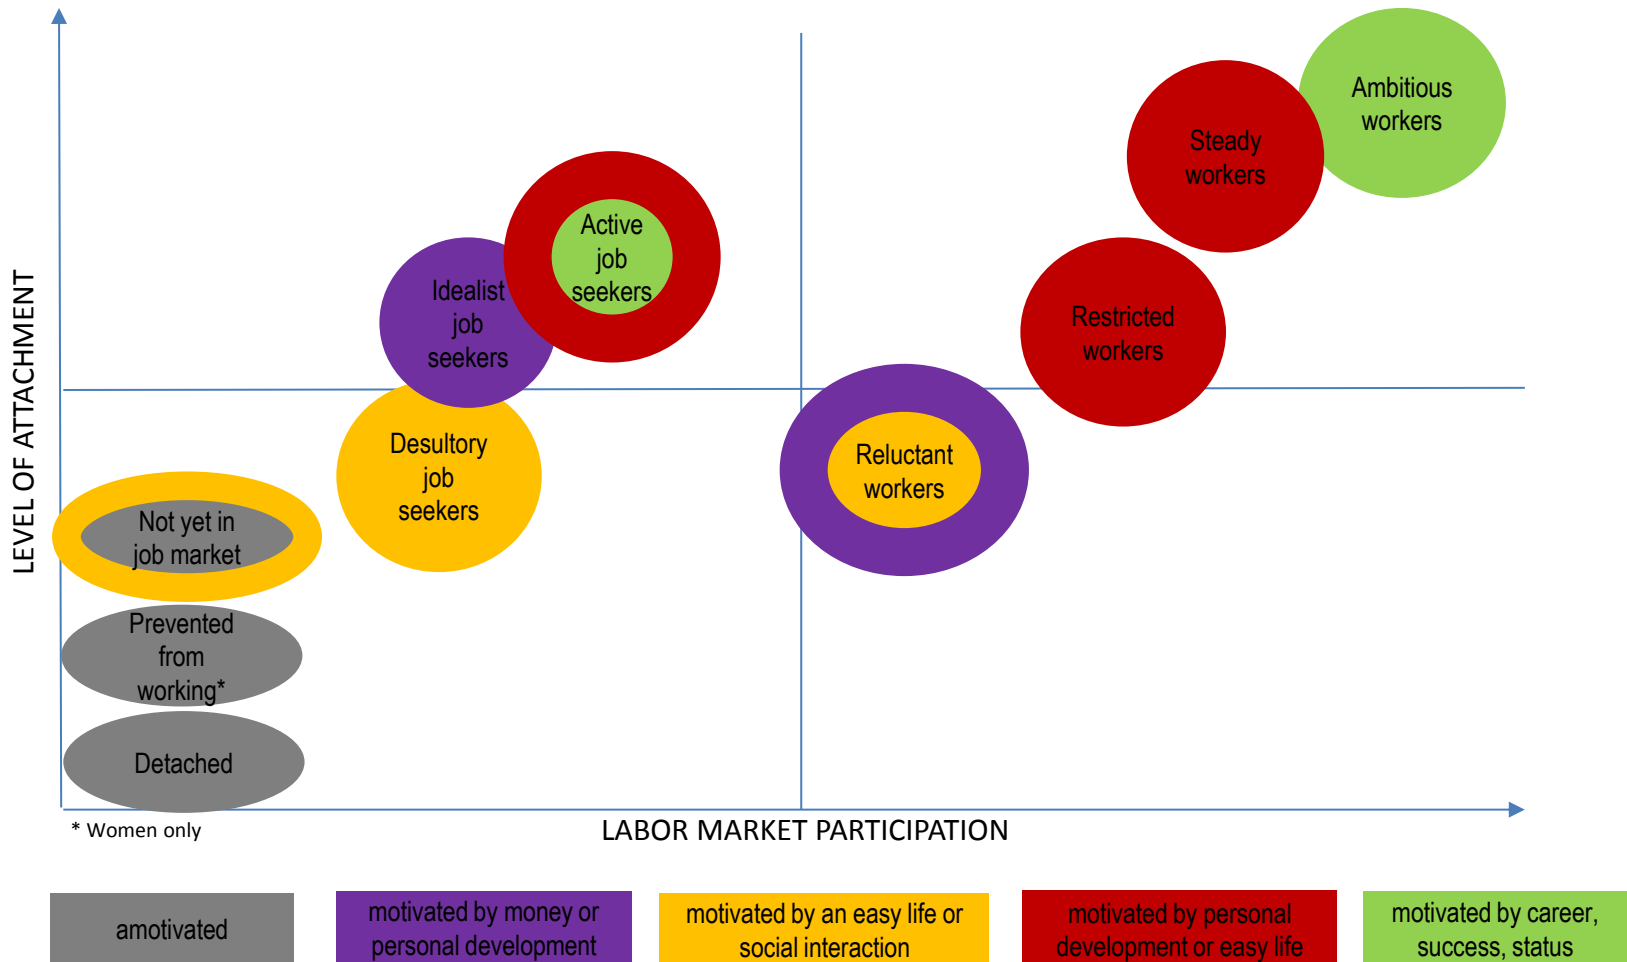 LEVEL OF ATTACHMENT
Ambitious
workers
Steady
workers
Active
job
seekers
Idealist
job
seekers
Restricted
workers
Desultory
job
seekers
Reluctant
workers
Not yet in
job market
Prevented
from
working*
Detached
* Women only
LABOR MARKET PARTICIPATION
amotivated
motivated by money or
personal development
motivated by an easy life or
social interaction
motivated by personal
development or easy life
motivated by career,
success, status